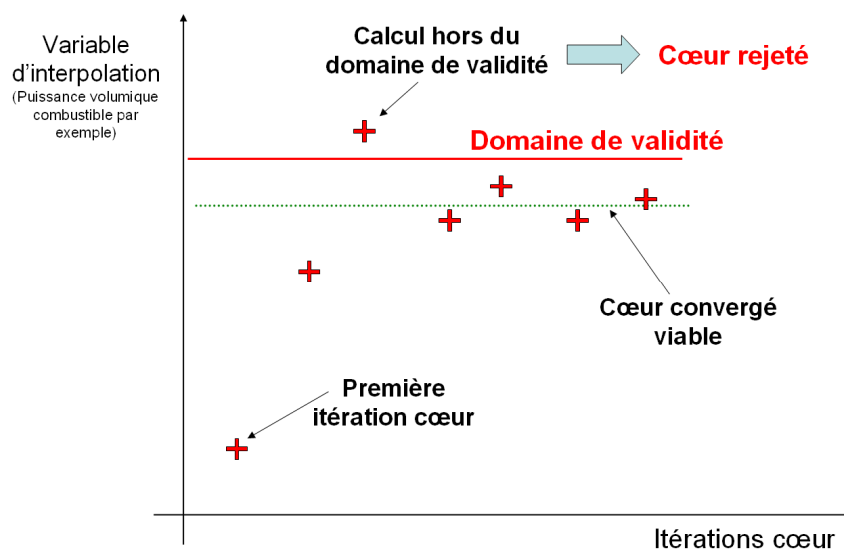 Variable
d'interpolation
(Puissance volumique
combustible par
exemple)
Calcul hors du
domaine de validité
Cœur rejeté
Domaine de validité
Cœur convergé
viable
Première
itération cœur
Itérations cœur